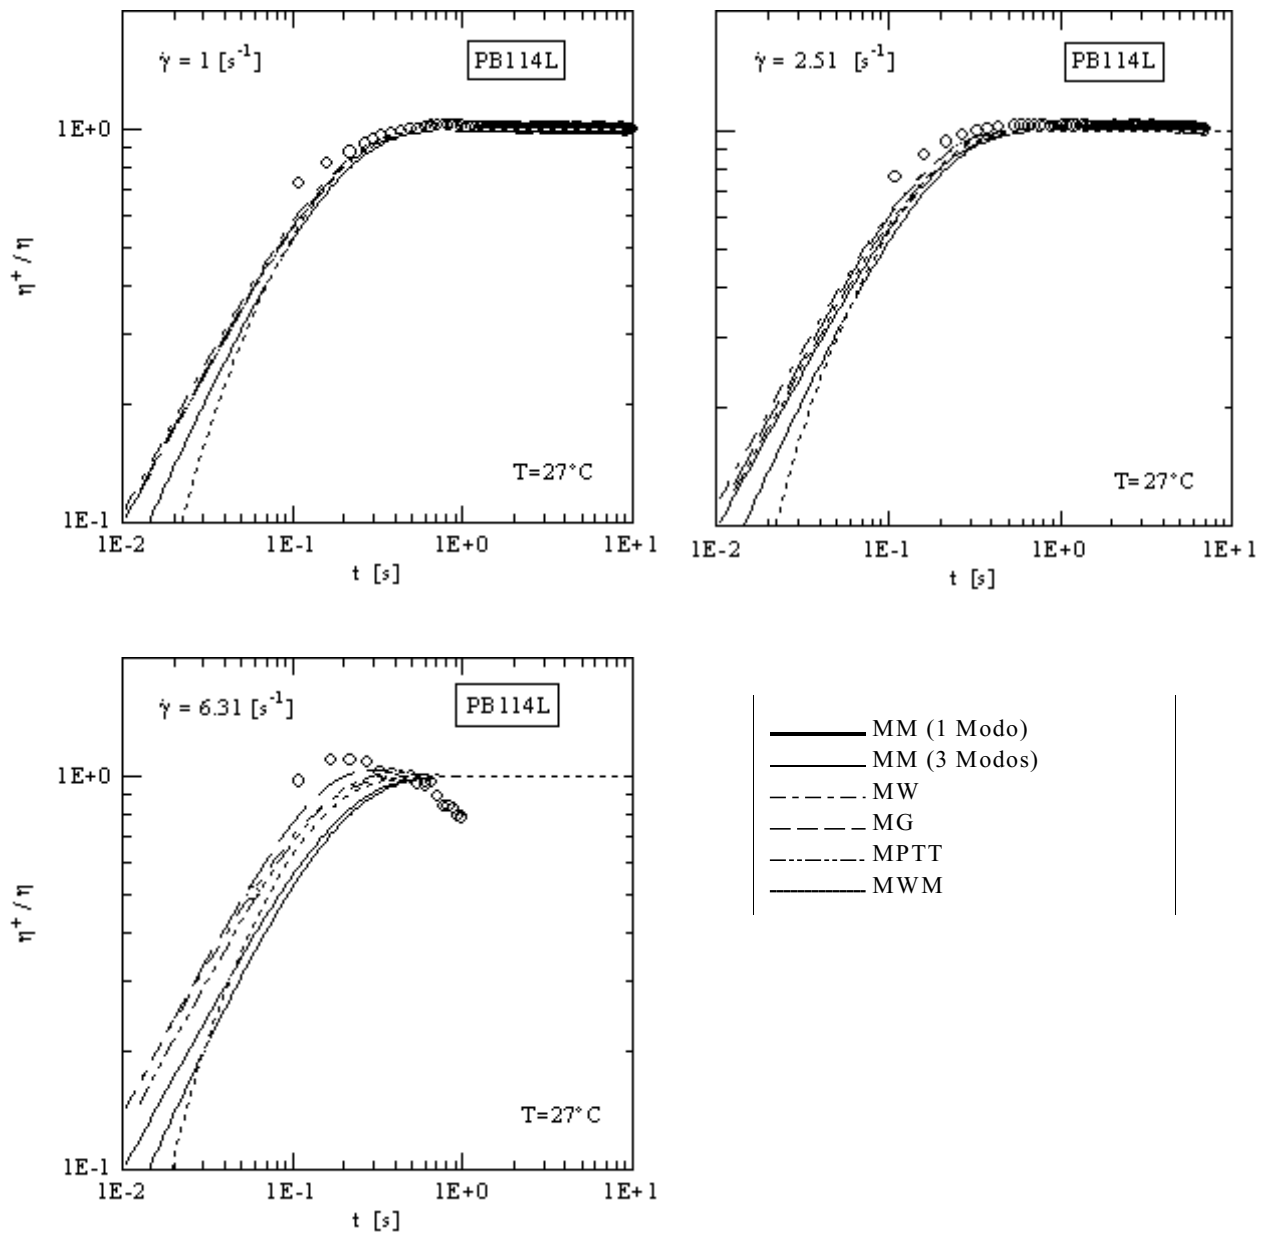 γ̇ = 1 [s⁻¹]
PB114L
1E+0
η⁺ / η
T=27°C
1E-1
1E-2
1E-1
1E+0
1E+1
t [s]
γ̇ = 2.51 [s⁻¹]
PB114L
T=27°C
1E-2
1E-1
1E+0
1E+1
t [s]
γ̇ = 6.31 [s⁻¹]
PB114L
1E+0
η⁺ / η
T=27°C
1E-1
1E-2
1E-1
1E+0
1E+1
t [s]
MM (1 Modo)
MM (3 Modos)
MW
MG
MPTT
MWM